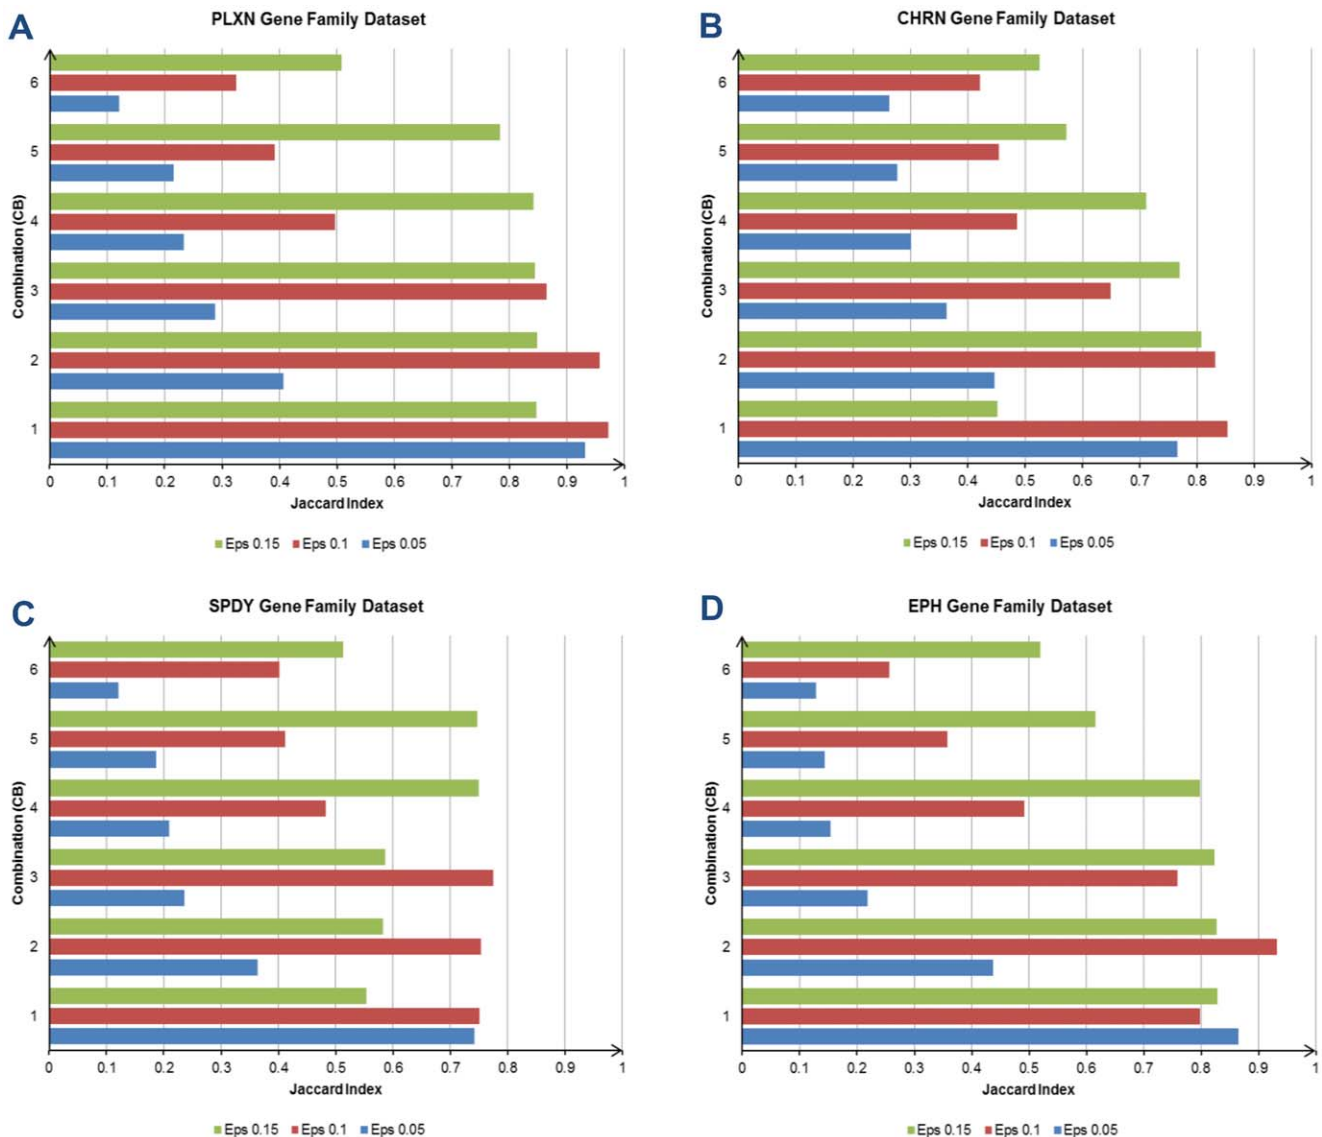 A
PLXN Gene Family Dataset
Combination (CB)
6
5
4
3
2
1
0 0.1 0.2 0.3 0.4 0.5 0.6 0.7 0.8 0.9 1
Jaccard Index
Eps 0.15 Eps 0.1 Eps 0.05
B
CHRN Gene Family Dataset
Combination (CB)
6
5
4
3
2
1
0 0.1 0.2 0.3 0.4 0.5 0.6 0.7 0.8 0.9 1
Jaccard Index
Eps 0.15 Eps 0.1 Eps 0.05
C
SPDY Gene Family Dataset
Combination (CB)
6
5
4
3
2
1
0 0.1 0.2 0.3 0.4 0.5 0.6 0.7 0.8 0.9 1
Jaccard Index
Eps 0.15 Eps 0.1 Eps 0.05
D
EPH Gene Family Dataset
Combination (CB)
6
5
4
3
2
1
0 0.1 0.2 0.3 0.4 0.5 0.6 0.7 0.8 0.9 1
Jaccard Index
Eps 0.15 Eps 0.1 Eps 0.05